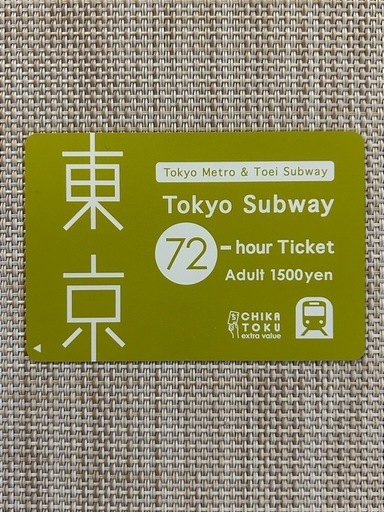 東京
Tokyo Metro & Toei Subway
Tokyo Subway
72-hour Ticket
Adult 1500yen
CHIKA
TOKU
extra value